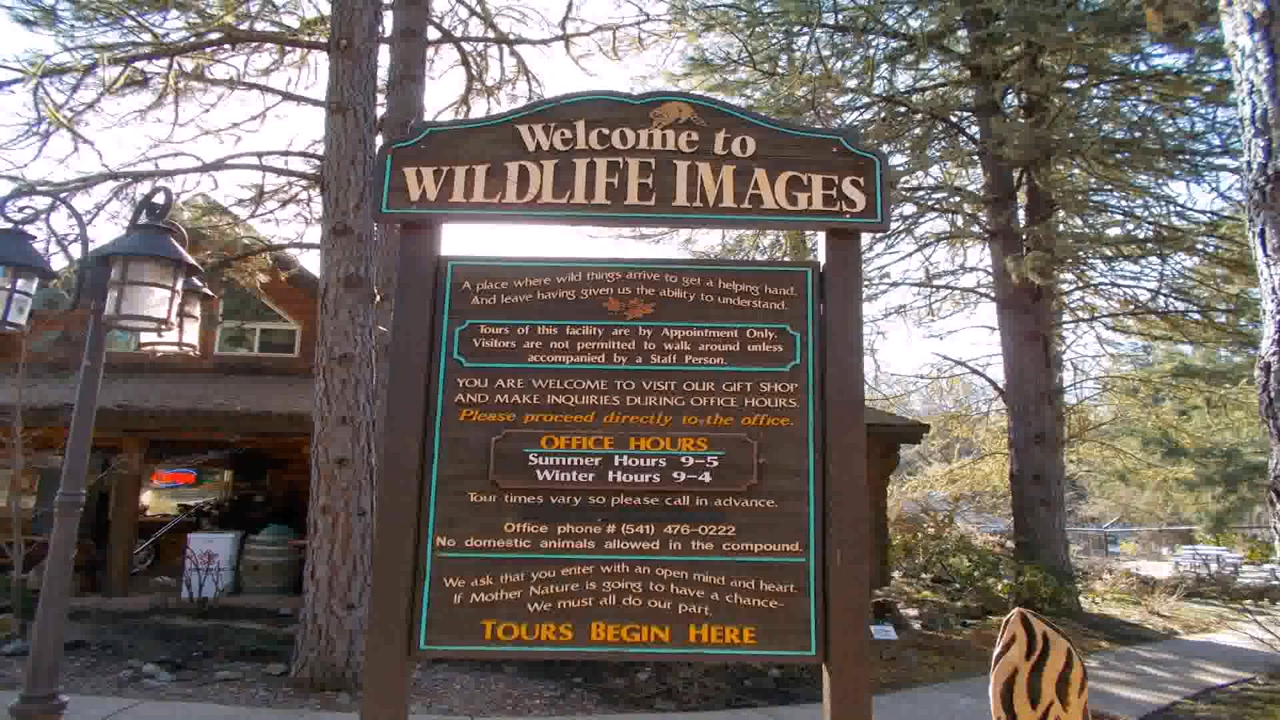 Welcome to
WILDLIFE IMAGES
A place where wild things arrive to get a helping hand.
And leave having given us the ability to understand.
Tours of this facility are by Appointment Only.
Visitors are not permitted to walk around unless
accompanied by a Staff Person.
YOU ARE WELCOME TO VISIT OUR GIFT SHOP
AND MAKE INQUIRIES DURING OFFICE HOURS.
Please proceed directly to the office.
OFFICE HOURS
Summer Hours 9-5
Winter Hours 9-4
Tour times vary so please call in advance.
Office phone # (541) 476-0222
No domestic animals allowed in the compound.
We ask that you enter with an open mind and heart.
If Mother Nature is going to have a chance-
We must all do our part.
TOURS BEGIN HERE